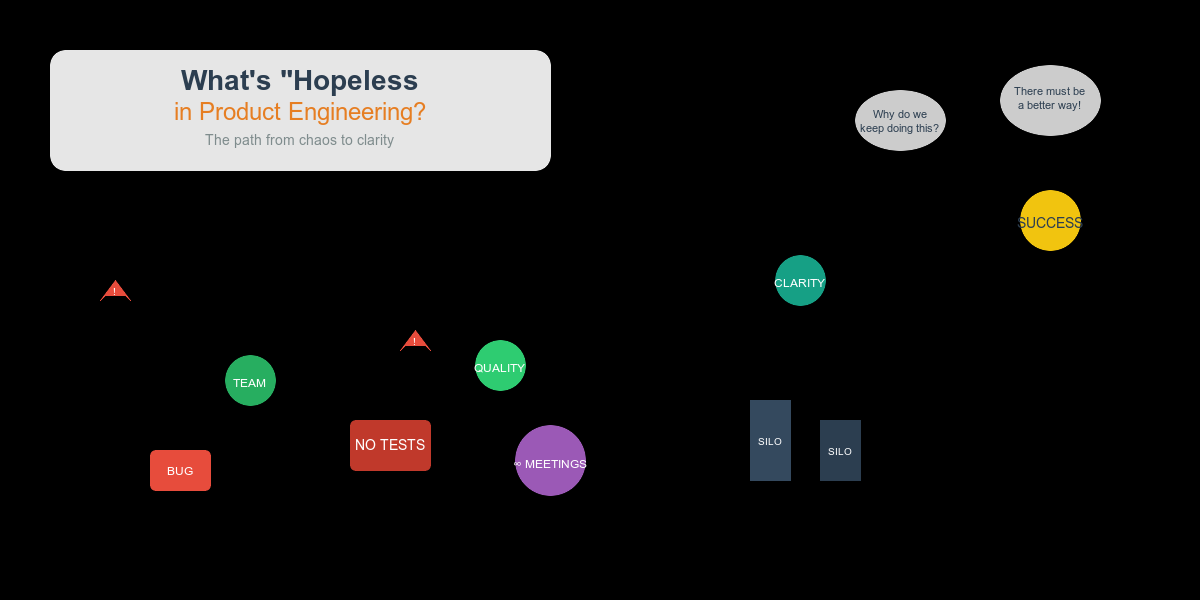 What's "Hopeless
in Product Engineering?
The path from chaos to clarity
Why do we
keep doing this?
There must be
a better way!
SUCCESS
CLARITY
!
!
TEAM
QUALITY
BUG
NO TESTS
∞ MEETINGS
SILO
SILO